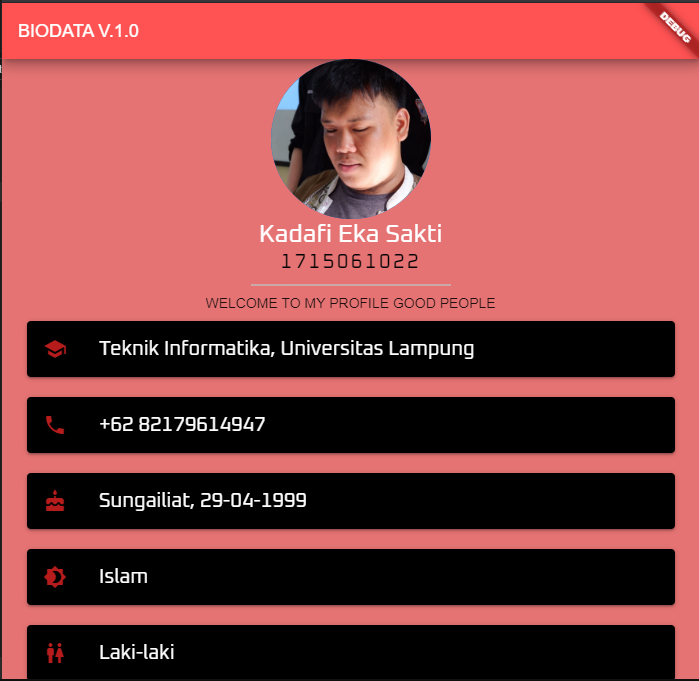 BIODATA V.1.0
DEBUG
Kadafi Eka Sakti
1715061022
WELCOME TO MY PROFILE GOOD PEOPLE
Teknik Informatika, Universitas Lampung
+62 82179614947
Sungailiat, 29-04-1999
Islam
Laki-laki